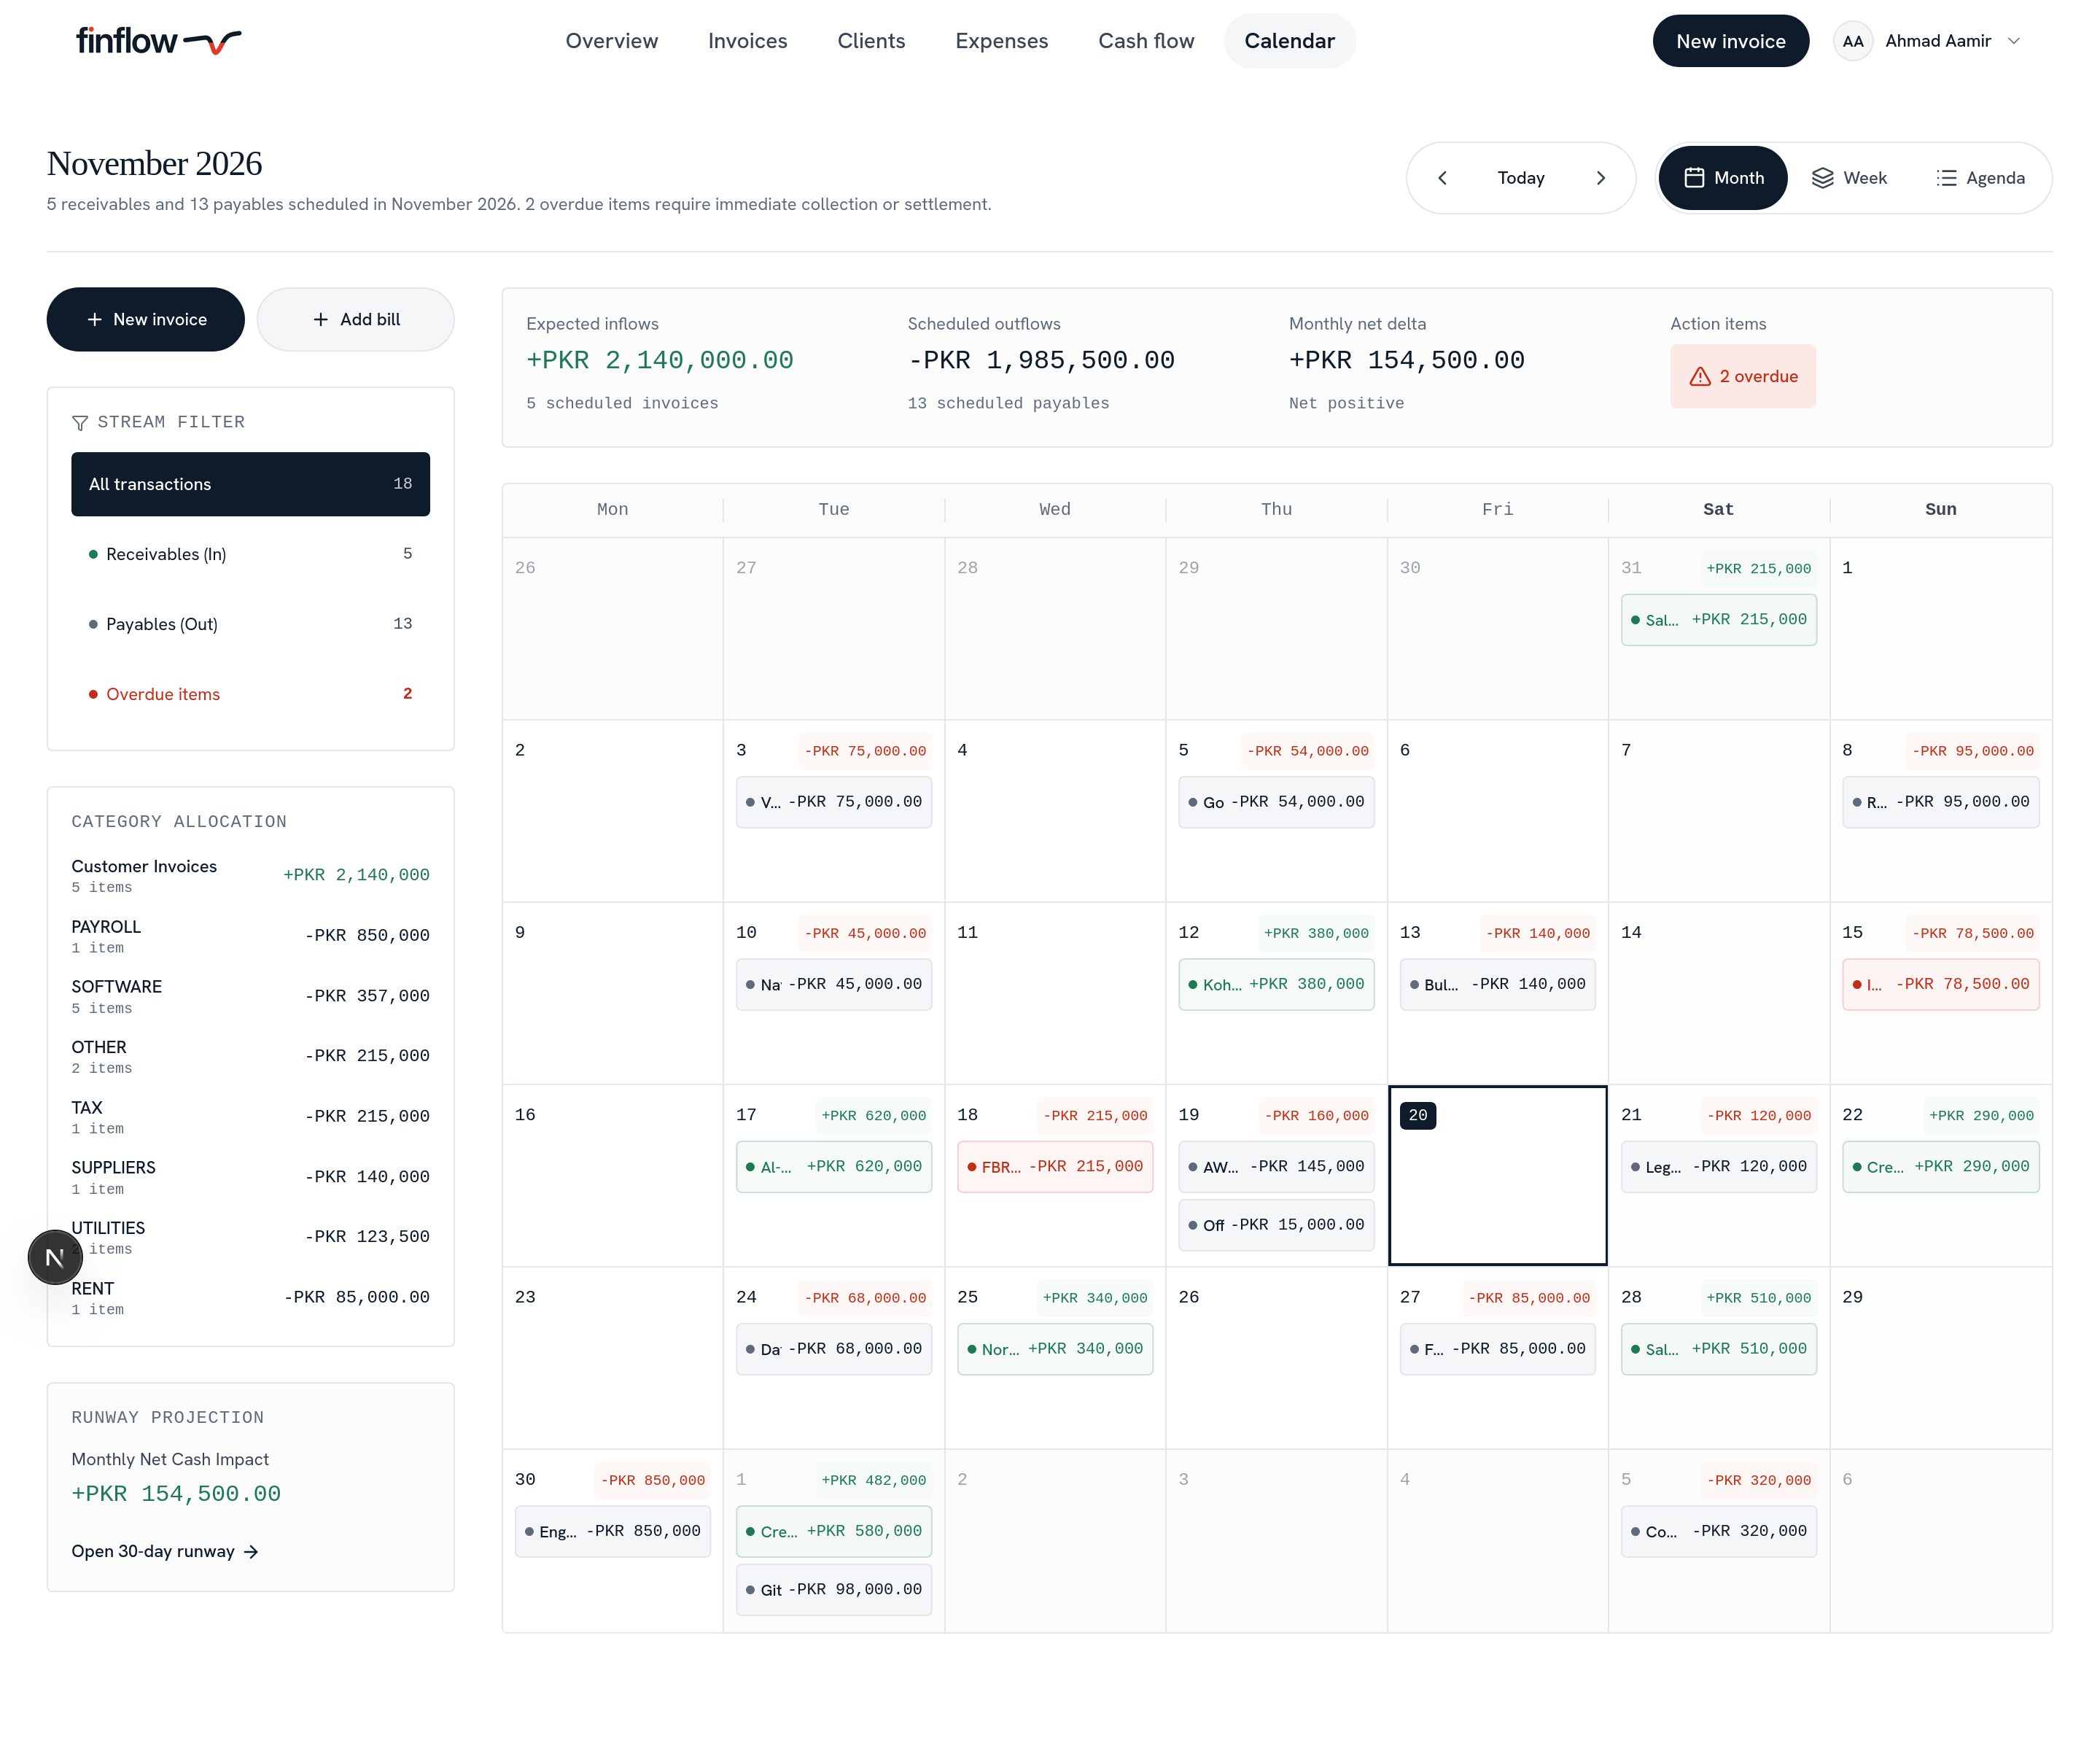 finflow
Overview Invoices Clients Expenses Cash flow Calendar
New invoice
AA Ahmad Aamir
November 2026
5 receivables and 13 payables scheduled in November 2026. 2 overdue items require immediate collection or settlement.
Today
Month Week Agenda
New invoice
Add bill
STREAM FILTER
All transactions 18
Receivables (In) 5
Payables (Out) 13
Overdue items 2
CATEGORY ALLOCATION
Customer Invoices +PKR 2,140,000
5 items
PAYROLL -PKR 850,000
1 item
SOFTWARE -PKR 357,000
5 items
OTHER -PKR 215,000
2 items
TAX -PKR 215,000
1 item
SUPPLIERS -PKR 140,000
1 item
UTILITIES -PKR 123,500
items
N
RENT -PKR 85,000.00
1 item
RUNWAY PROJECTION
Monthly Net Cash Impact
+PKR 154,500.00
Open 30-day runway
Expected inflows Scheduled outflows Monthly net delta Action items
+PKR 2,140,000.00 -PKR 1,985,500.00 +PKR 154,500.00 2 overdue
5 scheduled invoices 13 scheduled payables Net positive
Mon Tue Wed Thu Fri Sat Sun
26 27 28 29 30 31 +PKR 215,000 1
Sal... +PKR 215,000
2 3 -PKR 75,000.00 4 5 -PKR 54,000.00 6 7 8 -PKR 95,000.00
V... -PKR 75,000.00 Go -PKR 54,000.00 R... -PKR 95,000.00
9 10 -PKR 45,000.00 11 12 +PKR 380,000 13 -PKR 140,000 14 15 -PKR 78,500.00
Na -PKR 45,000.00 Koh... +PKR 380,000 Bul... -PKR 140,000 I... -PKR 78,500.00
16 17 +PKR 620,000 18 -PKR 215,000 19 -PKR 160,000 20 21 -PKR 120,000 22 +PKR 290,000
Al-... +PKR 620,000 FBR... -PKR 215,000 AW... -PKR 145,000 Leg... -PKR 120,000 Cre... +PKR 290,000
Off -PKR 15,000.00
23 24 -PKR 68,000.00 25 +PKR 340,000 26 27 -PKR 85,000.00 28 +PKR 510,000 29
Da -PKR 68,000.00 Nor... +PKR 340,000 F... -PKR 85,000.00 Sal... +PKR 510,000
30 -PKR 850,000 1 +PKR 482,000 2 3 4 5 -PKR 320,000 6
Eng... -PKR 850,000 Cre... +PKR 580,000 Co... -PKR 320,000
Git -PKR 98,000.00